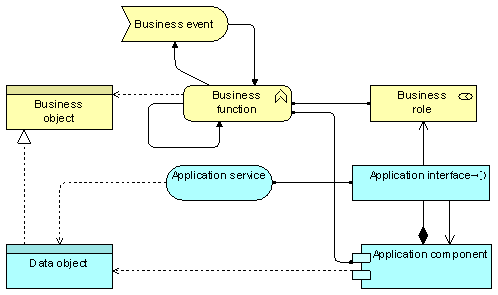 Business event
Business
object
Business
function
Business
role
Application service
Application interface
Data object
Application component